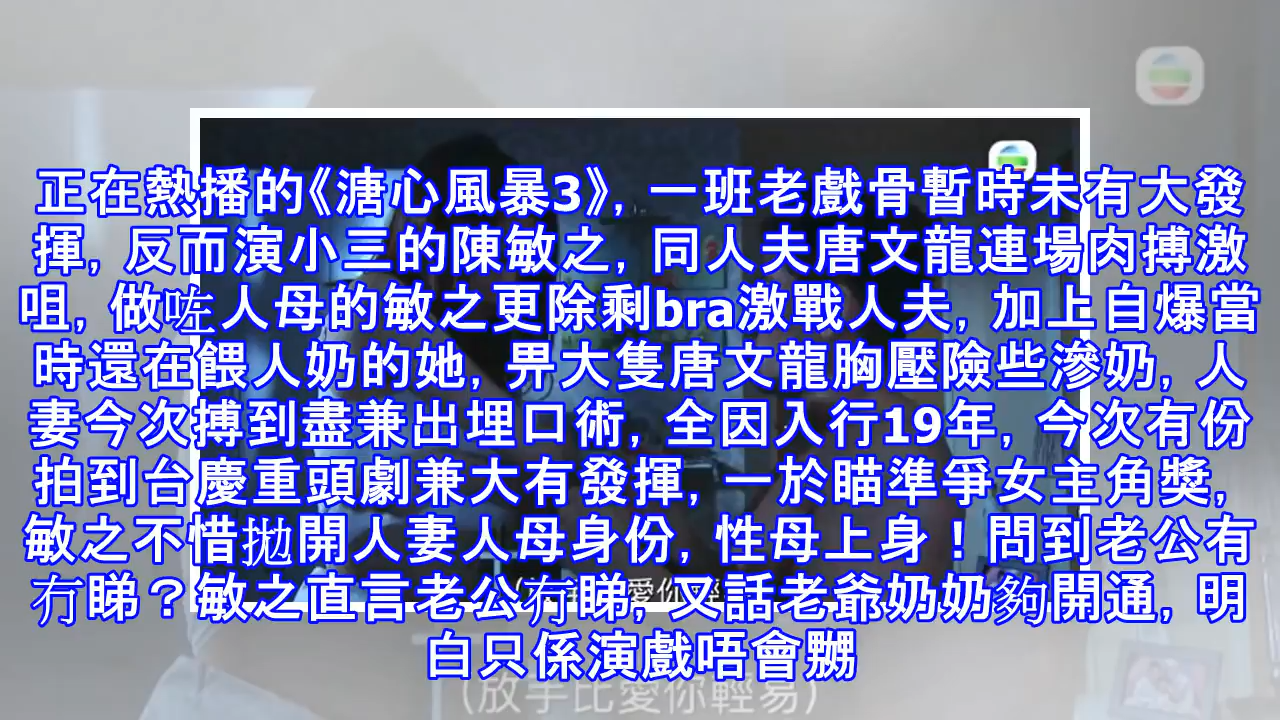 正在熱播的《溏心風暴3》, 一班老戲骨暫時未有大發
揮, 反而演小三的陳敏之, 同人夫唐文龍連場肉搏激
咀, 做咗人母的敏之更除剩bra激戰人夫, 加上自爆當
時還在餵人奶的她, 畀大隻唐文龍胸壓險些滲奶, 人
妻今次搏到盡兼出埋口術, 全因入行19年, 今次有份
拍到台慶重頭劇兼大有發揮, 一於瞄準爭女主角獎,
敏之不惜拋開人妻人母身份, 性母上身！問到老公有
冇睇？敏之直言老公冇睇, 又話老爺奶奶夠開通, 明
白只係演戲唔會嬲
(放手比愛你輕易)